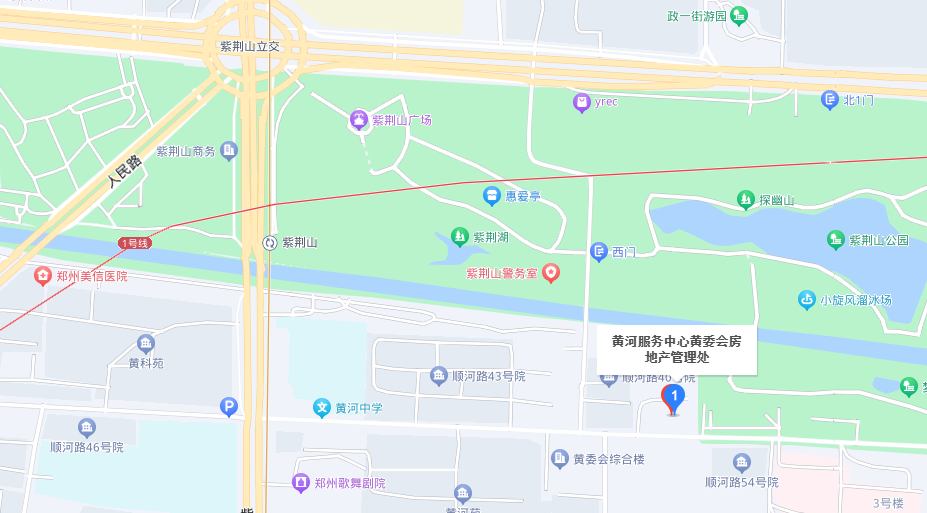 政一街游园
紫荆山立交
yrec
北1门
紫荆山广场
紫荆山商务
人民路
惠爱亭
探幽山
紫荆湖
紫荆山公园
1号线
紫荆山
西门
紫荆山警务室
郑州美信医院
小旋风溜冰场
黄河服务中心黄委会房
地产管理处
黄科苑
顺河路43号院
顺河路46号院
1
P
黄河中学
顺河路46号院
黄委会综合楼
郑州歌舞剧院
顺河路54号院
3号楼
黄河苑
紫